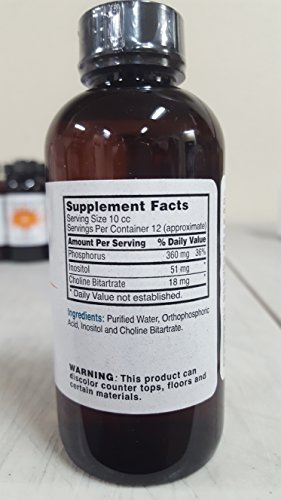 Supplement Facts
Serving Size 10 cc
Servings Per Container 12 (approximate)
Amount Per Serving % Daily Value
Phosphorus 360 mg 36%
Inositol 51 mg *
Choline Bitartrate 18 mg *
* Daily Value not established.
Ingredients: Purified Water, Orthophosphoric
Acid, Inositol and Choline Bitartrate.
WARNING: This product can
discolor counter tops, floors and
certain materials.